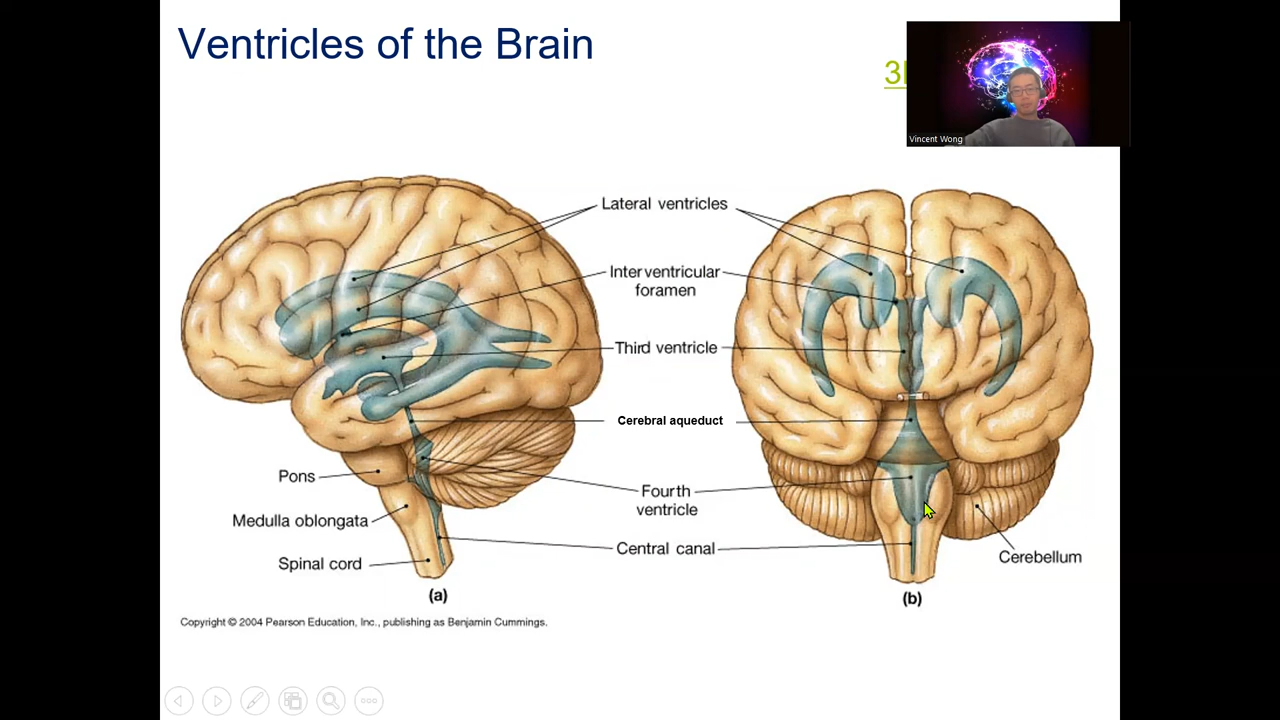 Ventricles of the Brain
3
Vincent Wong
Lateral ventricles
Interventricular
foramen
Third ventricle
Cerebral aqueduct
Pons
Fourth
ventricle
Medulla oblongata
Central canal
Spinal cord
Cerebellum
(a)
(b)
Copyright © 2004 Pearson Education, Inc., publishing as Benjamin Cummings.